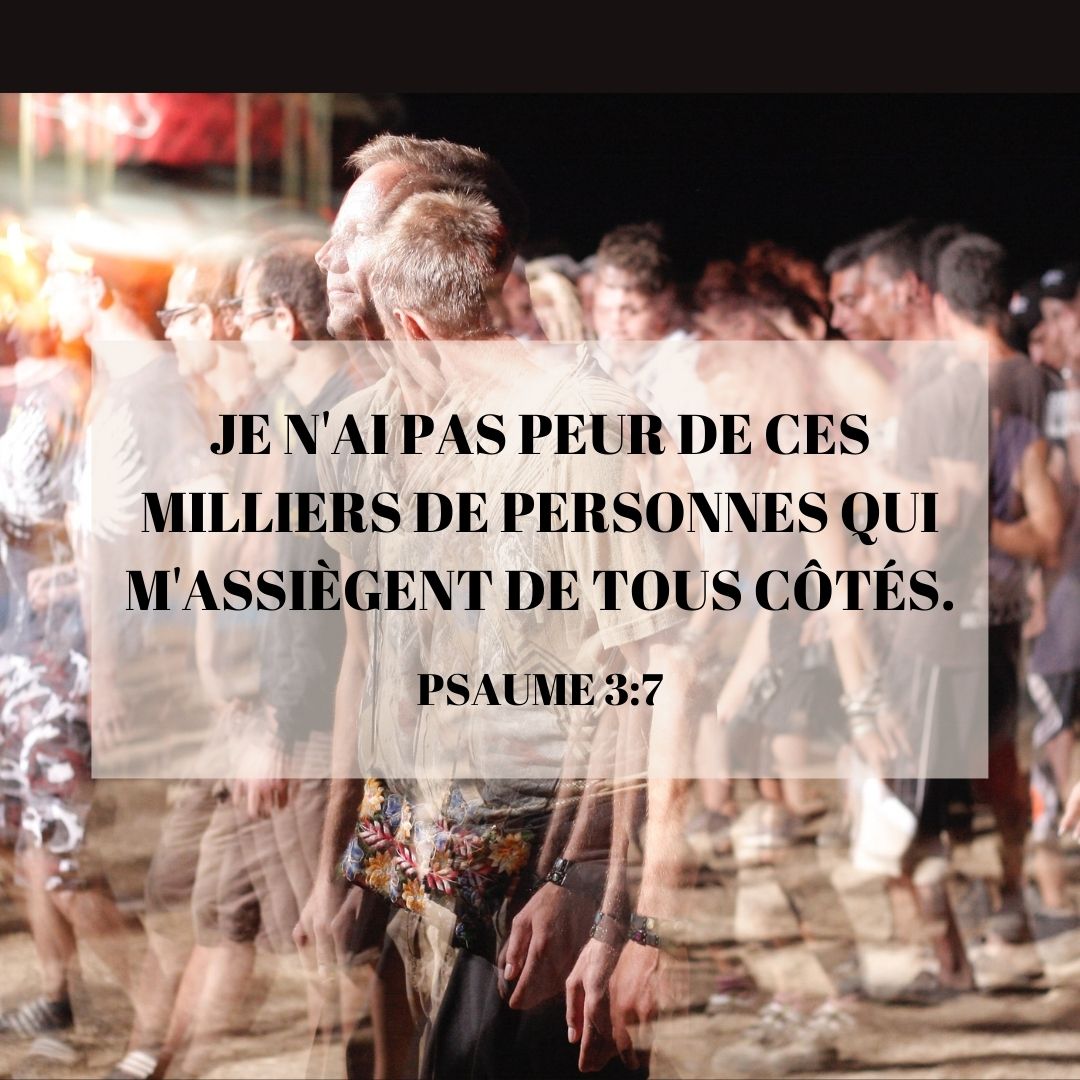 JE N'AI PAS PEUR DE CES
MILLIERS DE PERSONNES QUI
M'ASSIÈGENT DE TOUS CÔTÉS.
PSAUME 3:7